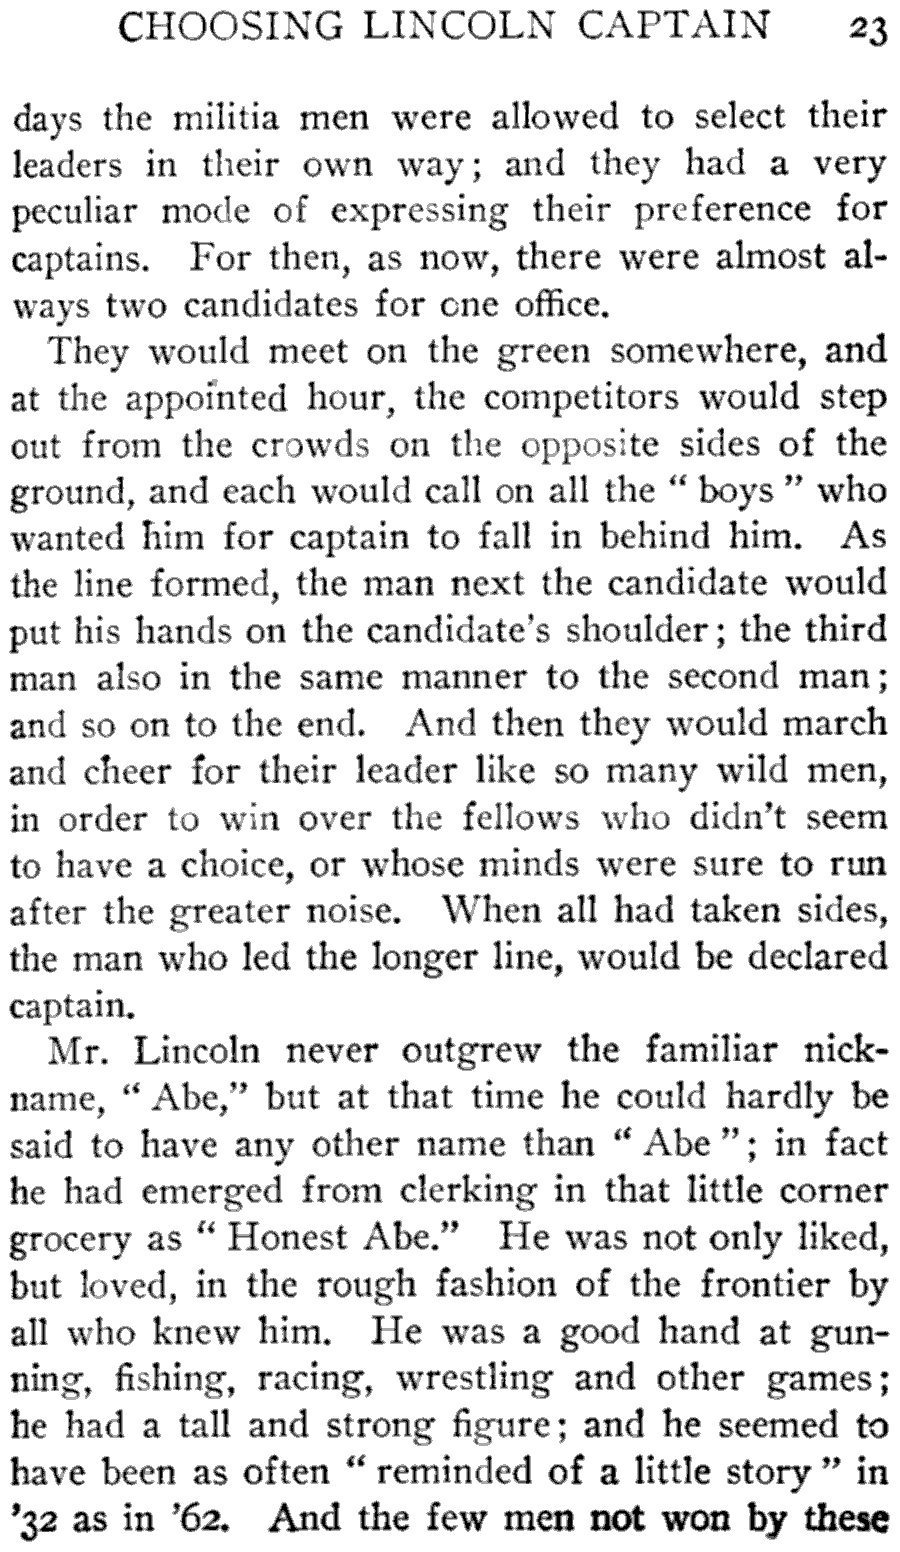 CHOOSING LINCOLN CAPTAIN 23
days the militia men were allowed to select their
leaders in their own way; and they had a very
peculiar mode of expressing their preference for
captains. For then, as now, there were almost al-
ways two candidates for one office.
They would meet on the green somewhere, and
at the appointed hour, the competitors would step
out from the crowds on the opposite sides of the
ground, and each would call on all the “ boys ” who
wanted him for captain to fall in behind him. As
the line formed, the man next the candidate would
put his hands on the candidate's shoulder; the third
man also in the same manner to the second man;
and so on to the end. And then they would march
and cheer for their leader like so many wild men,
in order to win over the fellows who didn't seem
to have a choice, or whose minds were sure to run
after the greater noise. When all had taken sides,
the man who led the longer line, would be declared
captain.
Mr. Lincoln never outgrew the familiar nick-
name, “ Abe,” but at that time he could hardly be
said to have any other name than “ Abe ”; in fact
he had emerged from clerking in that little corner
grocery as “ Honest Abe.” He was not only liked,
but loved, in the rough fashion of the frontier by
all who knew him. He was a good hand at gun-
ning, fishing, racing, wrestling and other games;
he had a tall and strong figure; and he seemed to
have been as often “ reminded of a little story ” in
’32 as in ’62. And the few men not won by these